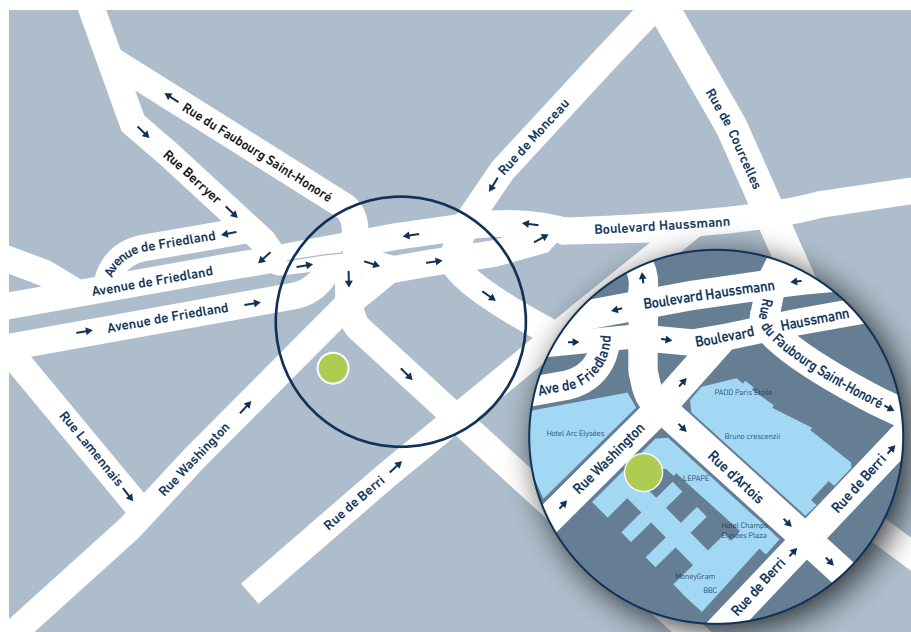 Rue du Faubourg Saint-Honoré
Rue Berryer
Rue de Monceau
Rue de Courcelles
Avenue de Friedland
Boulevard Haussmann
Avenue de Friedland
Avenue de Friedland
Rue Lamennais
Rue Washington
Rue de Berri
Boulevard Haussmann
Boulevard Haussmann
Rue du Faubourg Saint-Honoré
Ave de Friedland
PADD Paris Étoile
Hotel Arc Elysées
Bruno crescenzii
Rue Washington
Rue d'Artois
LEPAPE
Rue de Berri
Hotel Champs
Elysées Plaza
MoneyGram
BBC
Rue de Berri